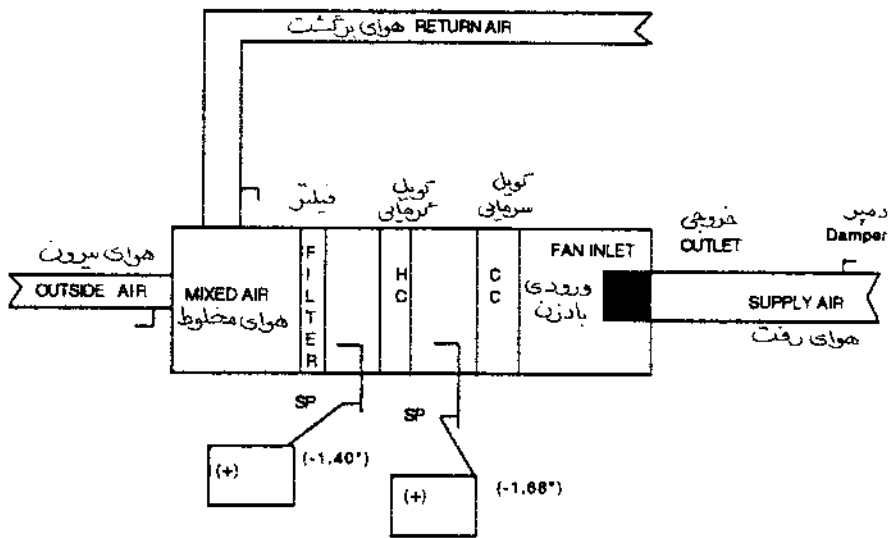 هوای برگشت RETURN AIR
فیلتر
کویل گرمایی
کویل سرمایی
خروجی
OUTLET
دمپر
Damper
هوای بیرون
OUTSIDE AIR
MIXED AIR
هوای مخلوط
FILTER
HC
CC
FAN INLET
ورودی
بادزن
SUPPLY AIR
هوای رفت
SP
(+)
(-1.40")
SP
(+)
(-1.68")